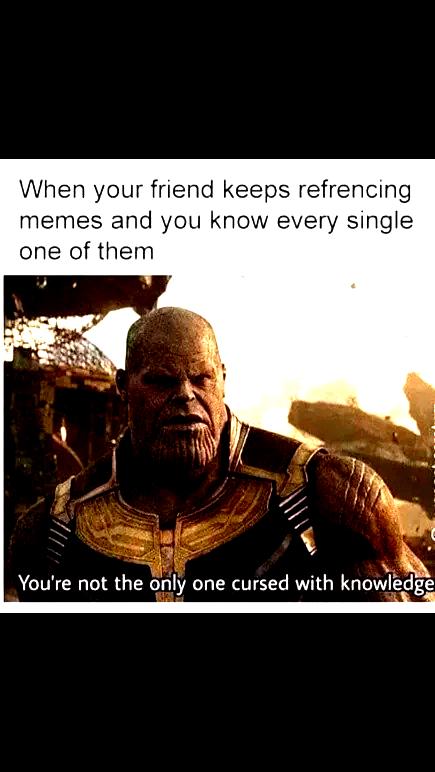 When your friend keeps refrencing
memes and you know every single
one of them
You're not the only one cursed with knowledge